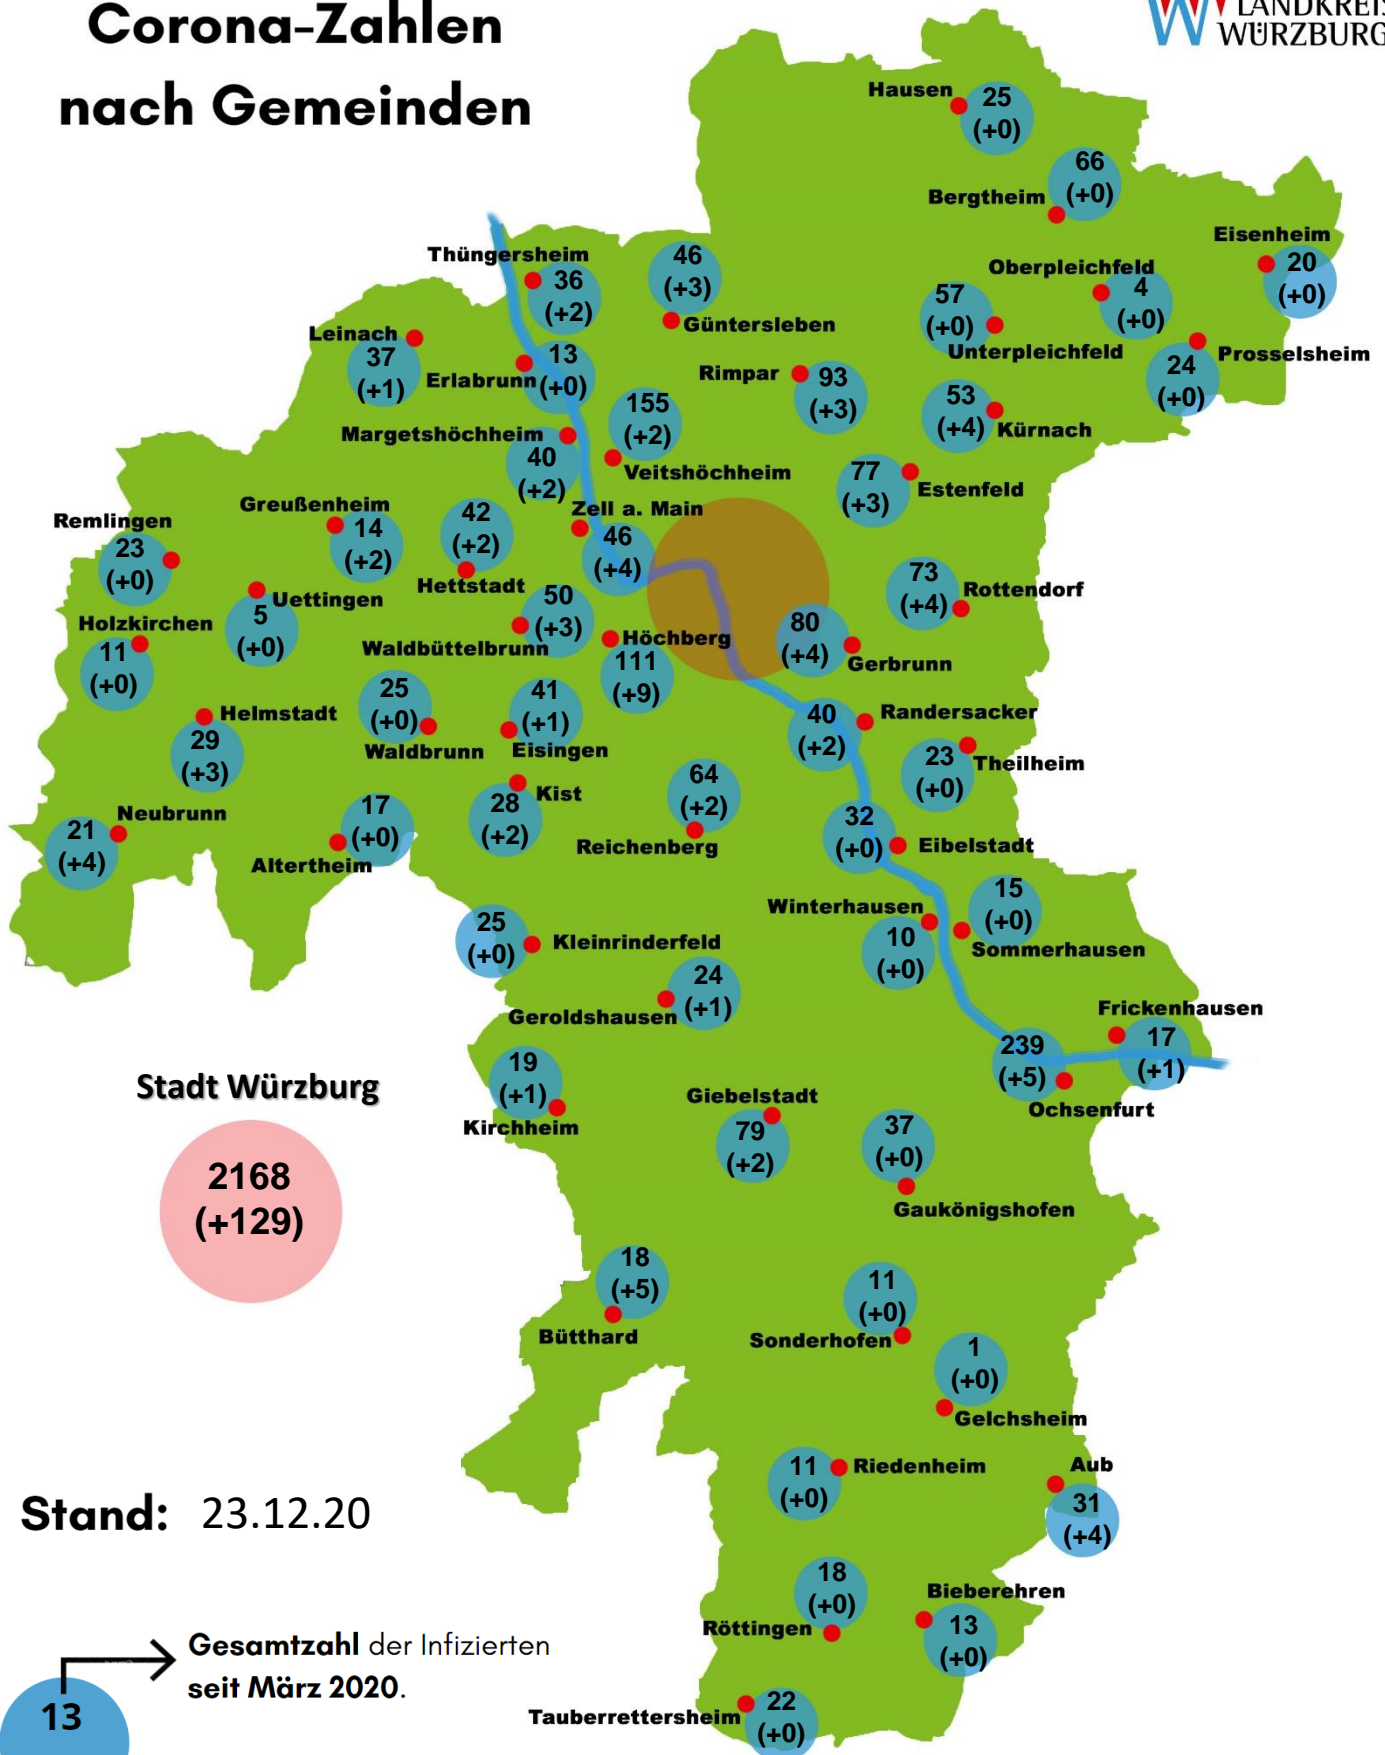 Corona-Zahlen
nach Gemeinden
LANDKREIS
WÜRZBURG
Hausen
25
(+0)
66
(+0)
Bergtheim
Eisenheim
20
(+0)
Oberpleichfeld
4
(+0)
57
(+0)
Unterpleichfeld
Prosselsheim
24
(+0)
Thüngersheim
36
(+2)
46
(+3)
Güntersleben
Leinach
37
(+1)
Erlabrunn
13
(+0)
Rimpar
93
(+3)
53
(+4)
Kürnach
155
(+2)
Veitshöchheim
Margetshöchheim
40
(+2)
77
(+3)
Estenfeld
Zell a. Main
46
(+4)
Greußenheim
14
(+2)
42
(+2)
Hettstadt
Remlingen
23
(+0)
Uettingen
5
(+0)
Holzkirchen
11
(+0)
50
(+3)
Waldbüttelbrunn
Höchberg
111
(+9)
73
(+4)
Rottendorf
80
(+4)
Gerbrunn
Helmstadt
29
(+3)
25
(+0)
Waldbrunn
41
(+1)
Eisingen
40
(+2)
Randersacker
23
(+0)
Theilheim
Kist
28
(+2)
64
(+2)
Reichenberg
Neubrunn
21
(+4)
17
(+0)
Altertheim
32
(+0)
Eibelstadt
Winterhausen
10
(+0)
15
(+0)
Sommerhausen
25
(+0)
Kleinrinderfeld
24
(+1)
Geroldshausen
Frickenhausen
17
(+1)
239
(+5)
Ochsenfurt
19
(+1)
Kirchheim
Stadt Würzburg
2168
(+129)
Giebelstadt
79
(+2)
37
(+0)
Gaukönigshofen
18
(+5)
Bütthard
11
(+0)
Sonderhofen
1
(+0)
Gelchsheim
11
(+0)
Riedenheim
Aub
31
(+4)
Stand: 23.12.20
18
(+0)
Röttingen
Bieberehren
13
(+0)
Gesamtzahl der Infizierten
seit März 2020.
13
Tauberrettersheim
22
(+0)